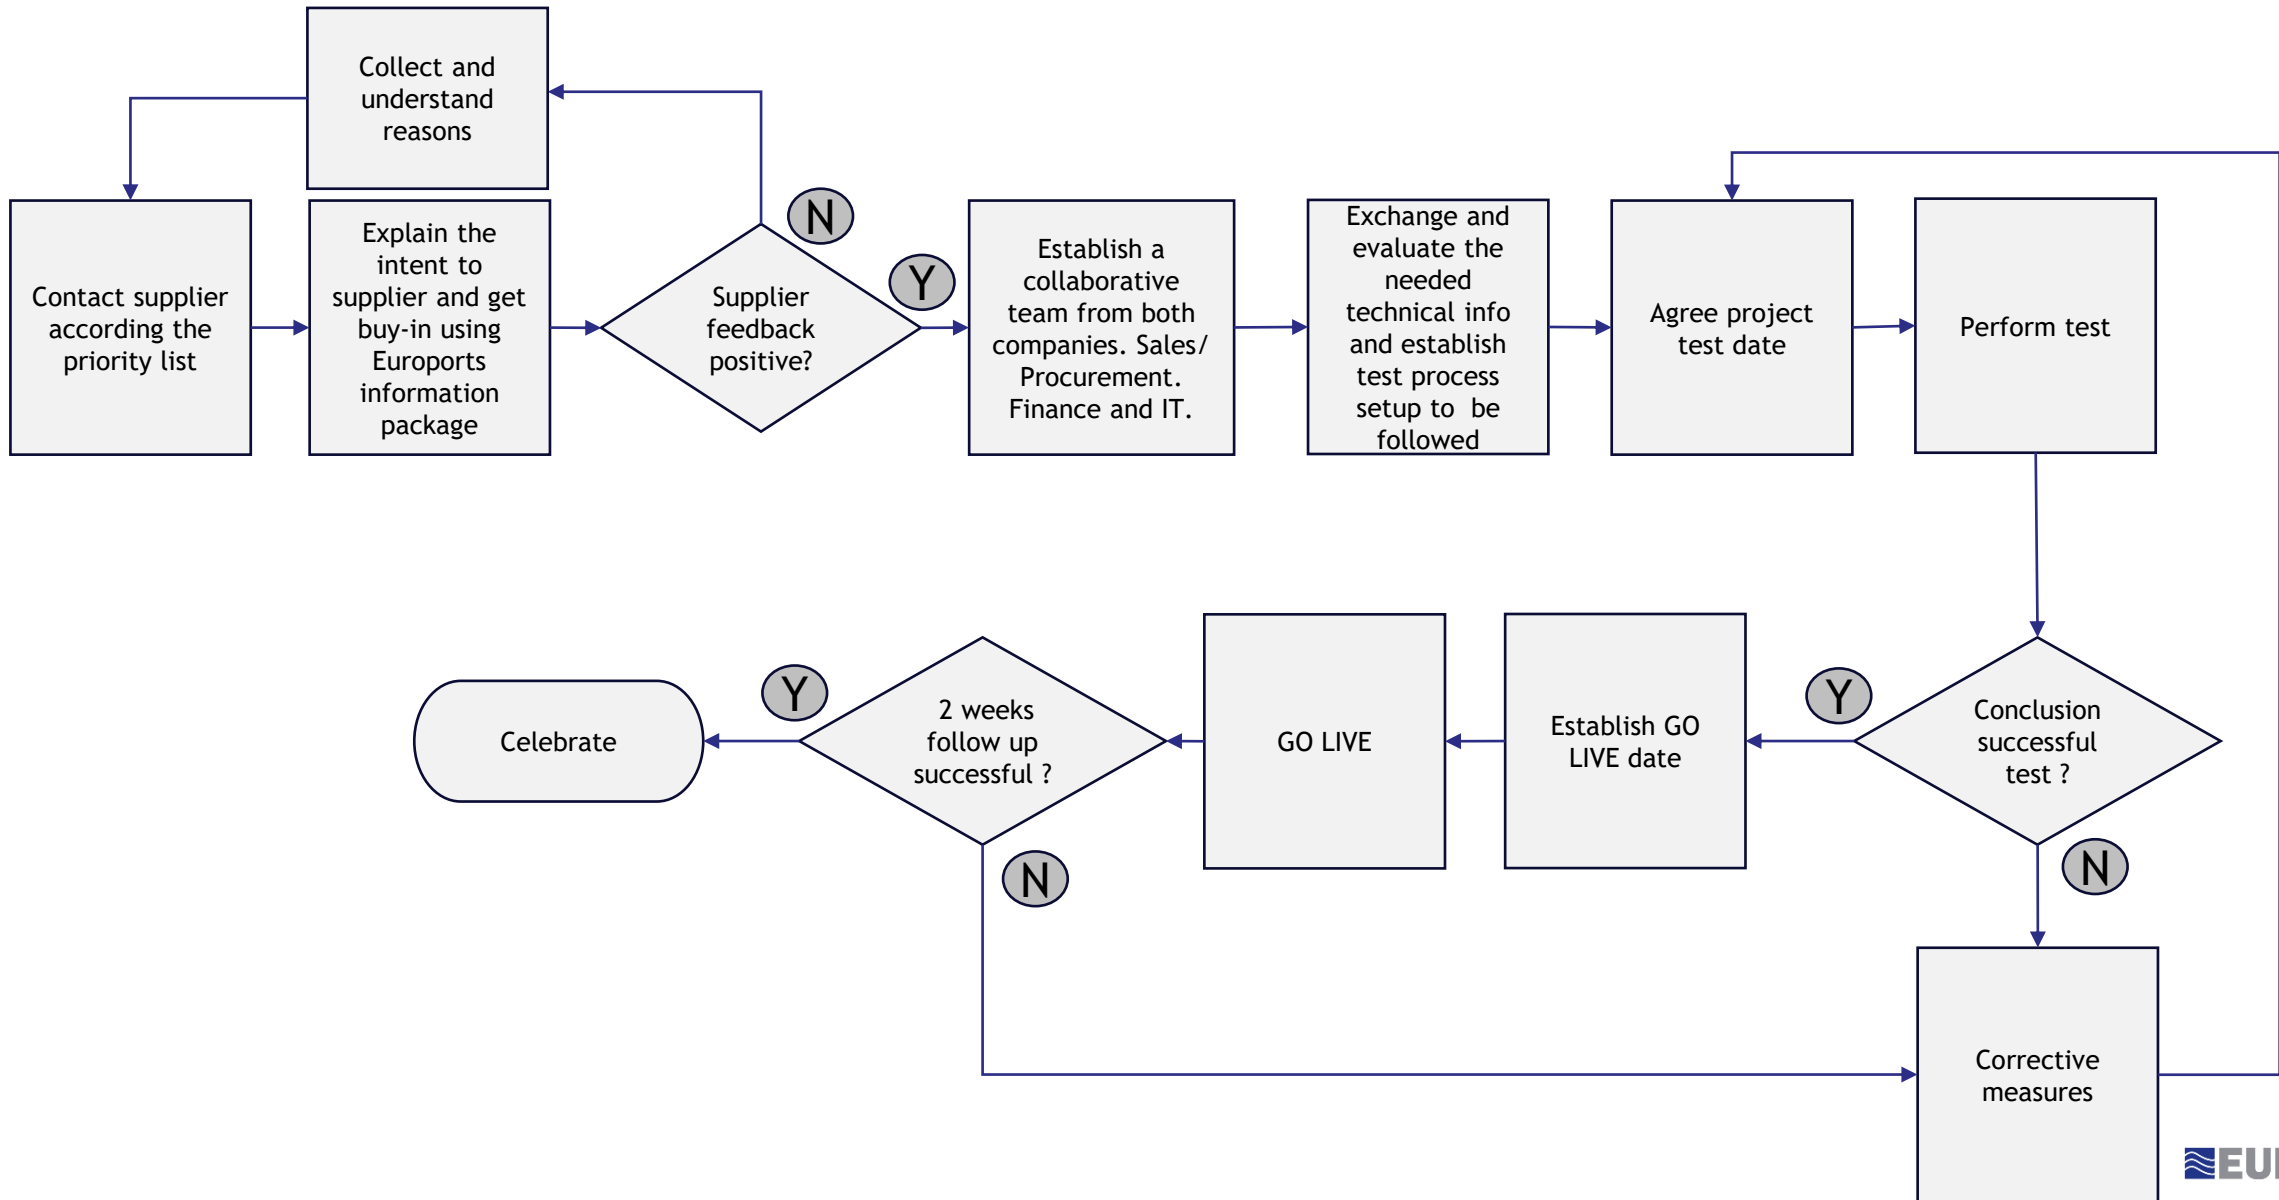 Collect and
understand
reasons
Contact supplier
according the
priority list
Explain the
intent to
supplier and get
buy-in using
Euroports
information
package
N
Supplier
feedback
positive?
Y
Establish a
collaborative
team from both
companies. Sales/
Procurement.
Finance and IT.
Exchange and
evaluate the
needed
technical info
and establish
test process
setup to  be
followed
Agree project
test date
Perform test
Conclusion
successful
test ?
Y
N
Establish GO
LIVE date
GO LIVE
2 weeks
follow up
successful ?
Y
N
Celebrate
Corrective
measures